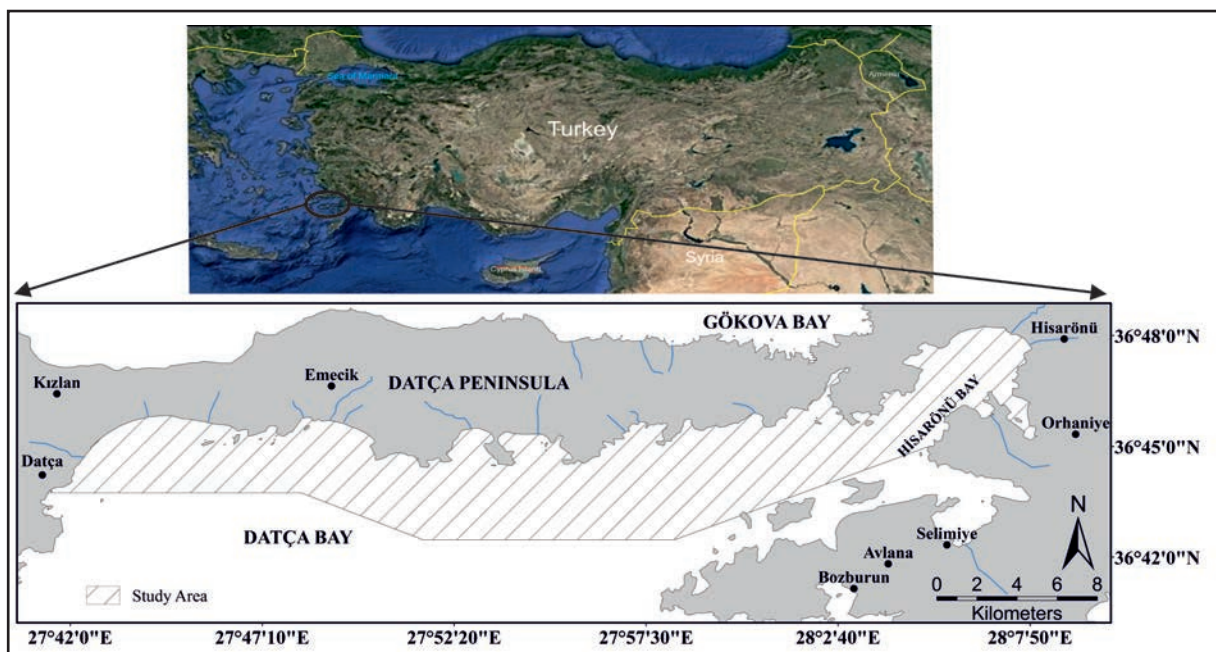 Sea of Marmara
Armenia
Turkey
Syria
Cyprus Island
GÖKOVA BAY
Hisarönü
36°48'0"N
Kızlan
Emecik
DATÇA PENINSULA
HİSARÖNÜ BAY
Orhaniye
36°45'0"N
Datça
DATÇA BAY
N
Selimiye
Avlana
36°42'0"N
Bozburun
Study Area
0 2 4 6 8
Kilometers
27°42'0"E 27°47'10"E 27°52'20"E 27°57'30"E 28°2'40"E 28°7'50"E